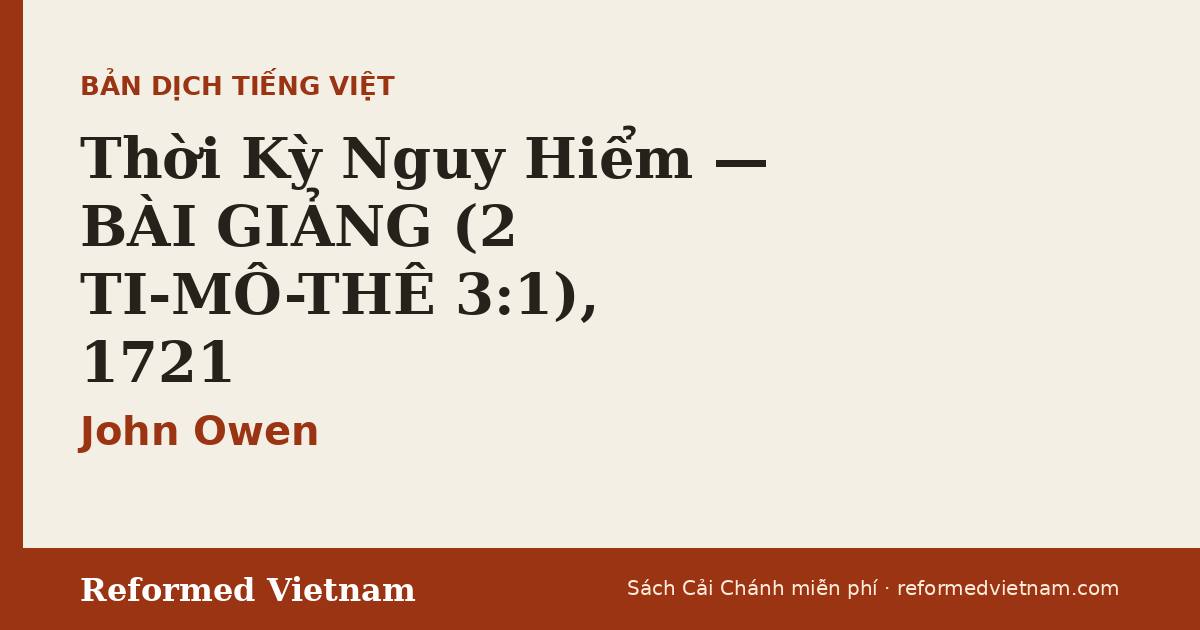 BẢN DỊCH TIẾNG VIỆT
Thời Kỳ Nguy Hiểm —
BÀI GIẢNG (2
TI-MÔ-THÊ 3:1),
1721
John Owen
Reformed Vietnam
Sách Cải Chánh miễn phí · reformedvietnam.com